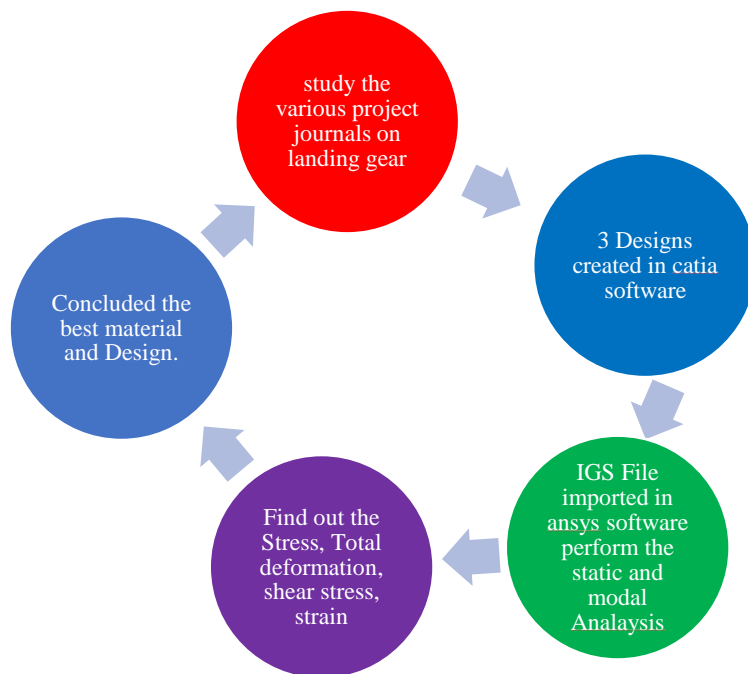 study the
various project
journals on
landing gear
3 Designs
created in catia
software
IGS File
imported in
ansys software
perform the
static and
modal
Analaysis
Find out the
Stress, Total
deformation,
shear stress,
strain
Concluded the
best material
and Design.